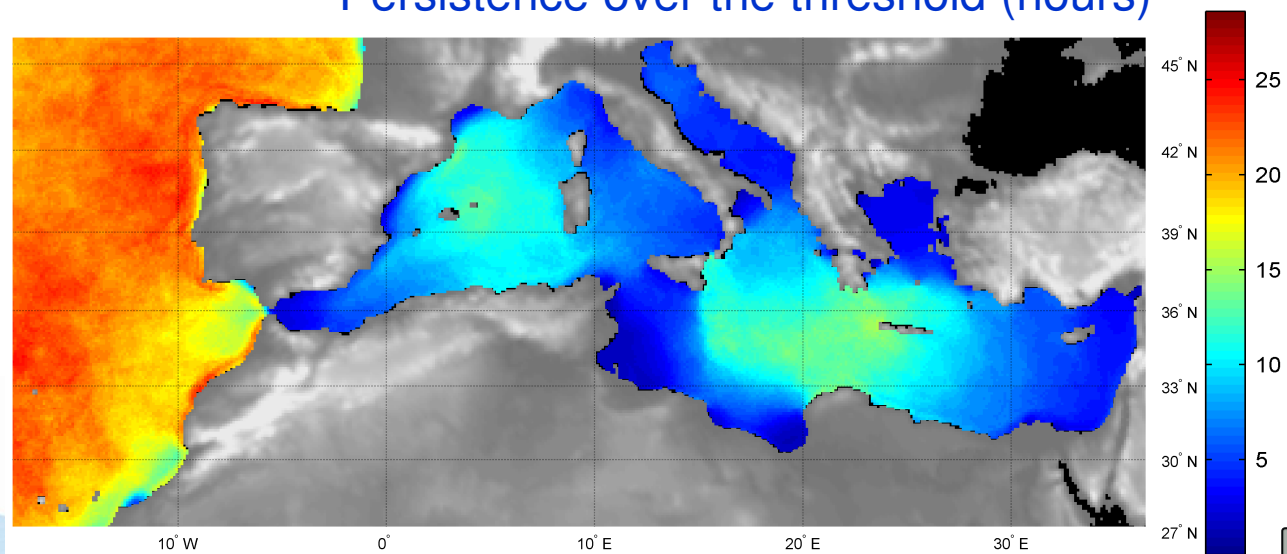 Persistence over the threshold (hours)
45° N
42° N
39° N
36° N
33° N
30° N
27° N
25
20
15
10
5
10° W
0
10° E
20° E
30° E